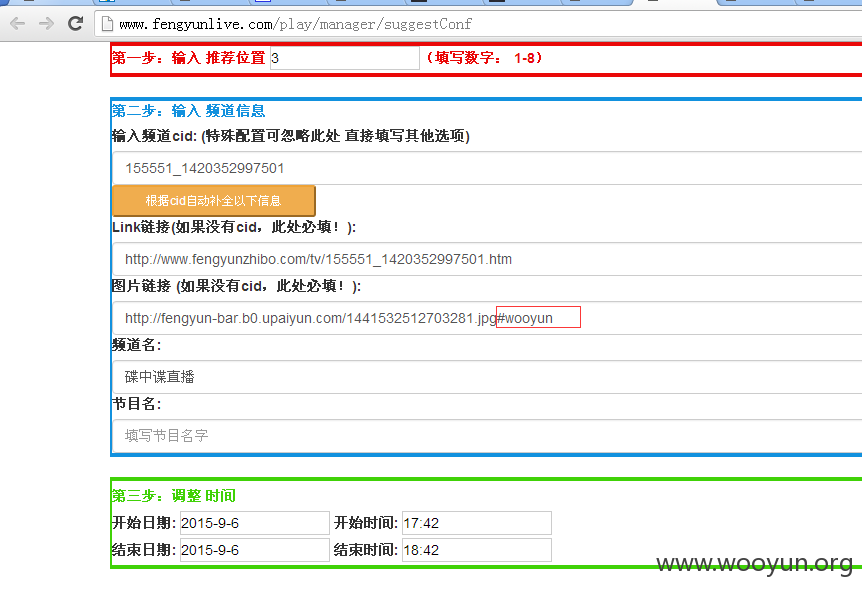 www.fengyunlive.com/play/manager/suggestConf
第一步：输入 推荐位置 3 （填写数字： 1-8）
第二步：输入 频道信息
输入频道cid: (特殊配置可忽略此处 直接填写其他选项)
155551_1420352997501
根据cid自动补全以下信息
Link链接(如果没有cid，此处必填！):
http://www.fengyunzhibo.com/tv/155551_1420352997501.htm
图片链接 (如果没有cid，此处必填！):
http://fengyun-bar.b0.upaiyun.com/1441532512703281.jpg#wooyun
频道名:
碟中谍直播
节目名:
填写节目名字
第三步：调整 时间
开始日期: 2015-9-6 开始时间: 17:42
结束日期: 2015-9-6 结束时间: 18:42
www.wooyun.org